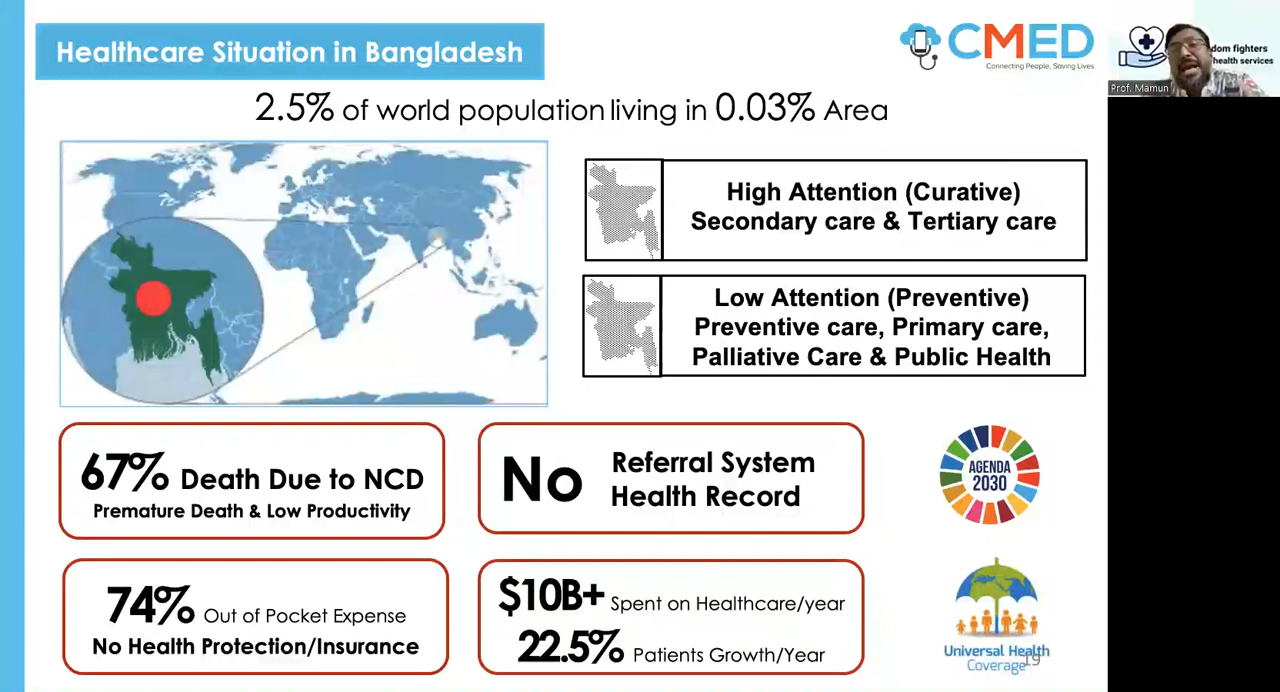 Healthcare Situation in Bangladesh
CMED
Connecting People, Saving Lives
dom fighters
health services
Prof. Mamun
2.5% of world population living in 0.03% Area
High Attention (Curative)
Secondary care & Tertiary care
Low Attention (Preventive)
Preventive care, Primary care,
Palliative Care & Public Health
67% Death Due to NCD
Premature Death & Low Productivity
No Referral System
Health Record
AGENDA
2030
74% Out of Pocket Expense
No Health Protection/Insurance
$10B+ Spent on Healthcare/year
22.5% Patients Growth/Year
Universal Health
Coverage
19